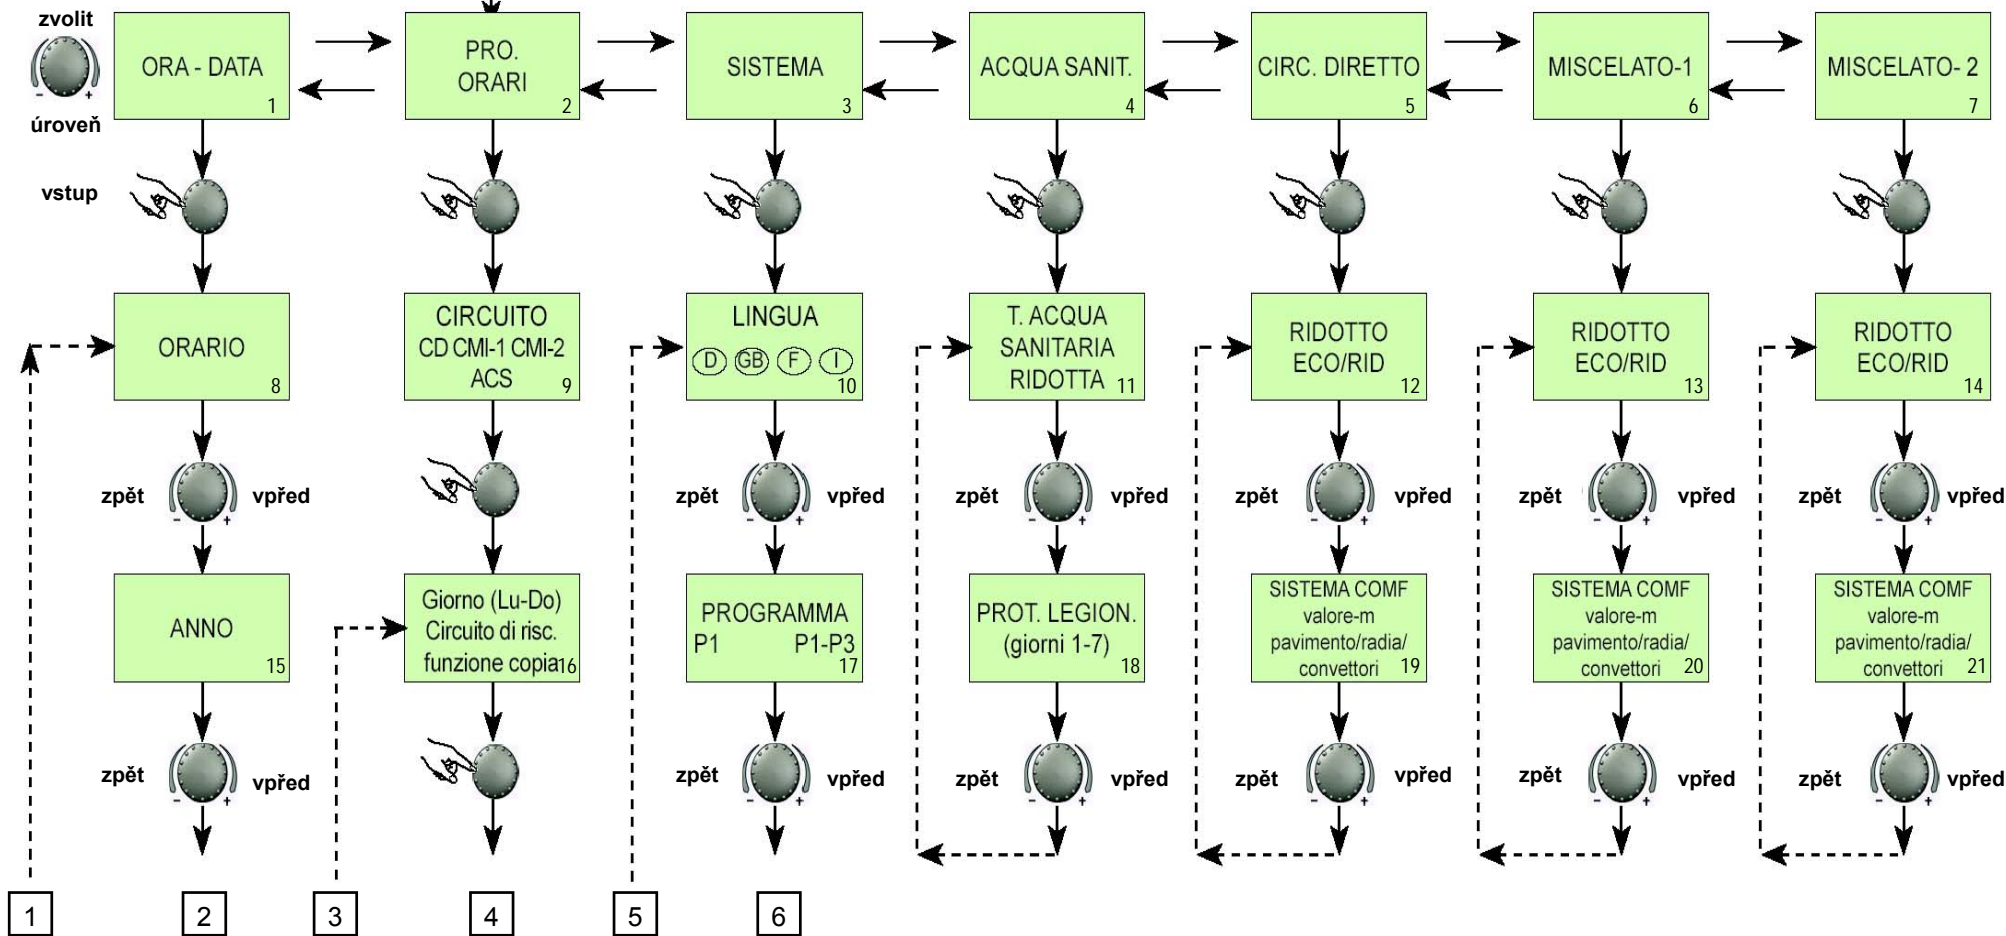 zvolit
- +
úroveň
ORA - DATA
1
PRO.
ORARI
2
SISTEMA
3
ACQUA SANIT.
4
CIRC. DIRETTO
5
MISCELATO-1
6
MISCELATO- 2
7
vstup
ORARIO
8
CIRCUITO
CD CMI-1 CMI-2
ACS
9
LINGUA
D GB F I
10
T. ACQUA
SANITARIA
RIDOTTA
11
RIDOTTO
ECO/RID
12
RIDOTTO
ECO/RID
13
RIDOTTO
ECO/RID
14
zpět - + vpřed
zpět - + vpřed
zpět - + vpřed
zpět - + vpřed
zpět - + vpřed
zpět - + vpřed
ANNO
15
Giorno (Lu-Do)
Circuito di risc.
funzione copia
16
PROGRAMMA
P1 P1-P3
17
PROT. LEGION.
(giorni 1-7)
18
SISTEMA COMF
valore-m
pavimento/radia/
convettori
19
SISTEMA COMF
valore-m
pavimento/radia/
convettori
20
SISTEMA COMF
valore-m
pavimento/radia/
convettori
21
zpět - + vpřed
zpět - + vpřed
zpět - + vpřed
zpět - + vpřed
zpět - + vpřed
zpět - + vpřed
1 2 3 4 5 6